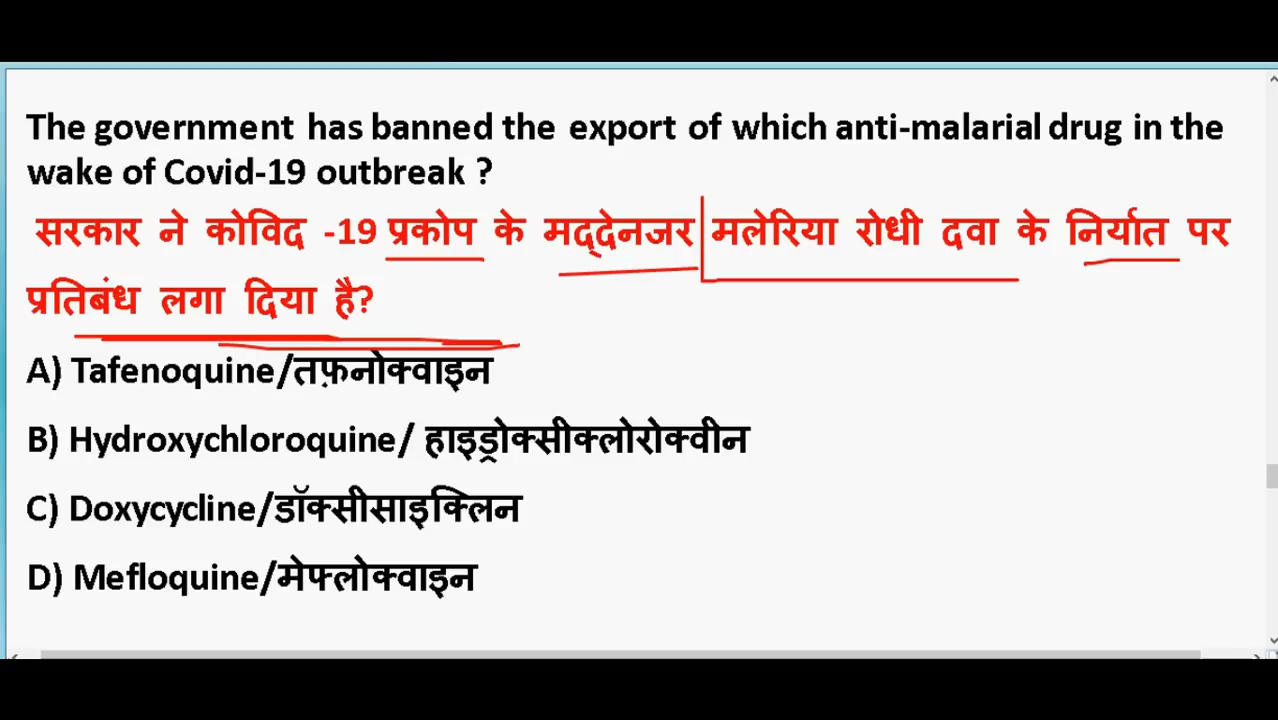 The government has banned the export of which anti-malarial drug in the
wake of Covid-19 outbreak ?
सरकार ने कोविद -19 प्रकोप के मद्देनजर मलेरिया रोधी दवा के निर्यात पर
प्रतिबंध लगा दिया है?
A) Tafenoquine/तफ़नोक्वाइन
B) Hydroxychloroquine/ हाइड्रोक्सीक्लोरोक्वीन
C) Doxycycline/डॉक्सीसाइक्लिन
D) Mefloquine/मेफ्लोक्वाइन